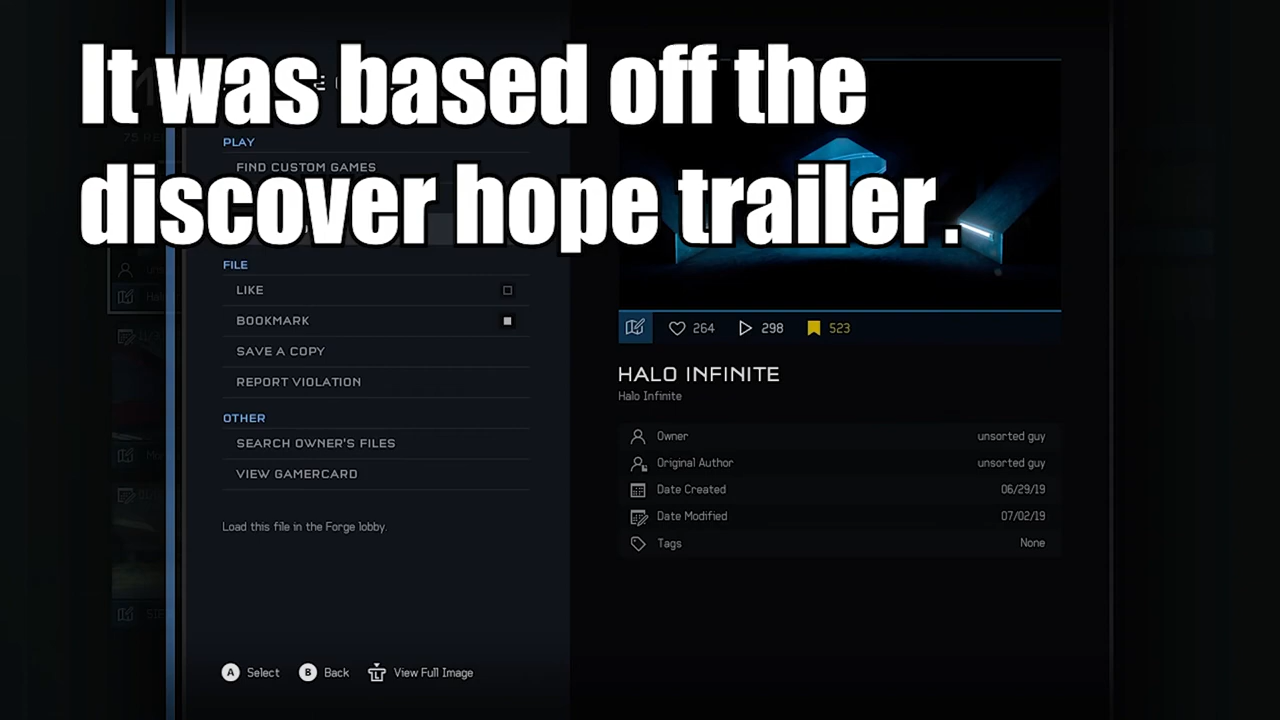 It was based off the
discover hope trailer.
PLAY
FIND CUSTOM GAMES
FILE
LIKE
BOOKMARK
SAVE A COPY
REPORT VIOLATION
OTHER
SEARCH OWNER'S FILES
VIEW GAMERCARD
Load this file in the Forge lobby.
A Select B Back LT View Full Image
264 298 523
HALO INFINITE
Halo Infinite
Owner unsorted guy
Original Author unsorted guy
Date Created 06/29/19
Date Modified 07/02/19
Tags None